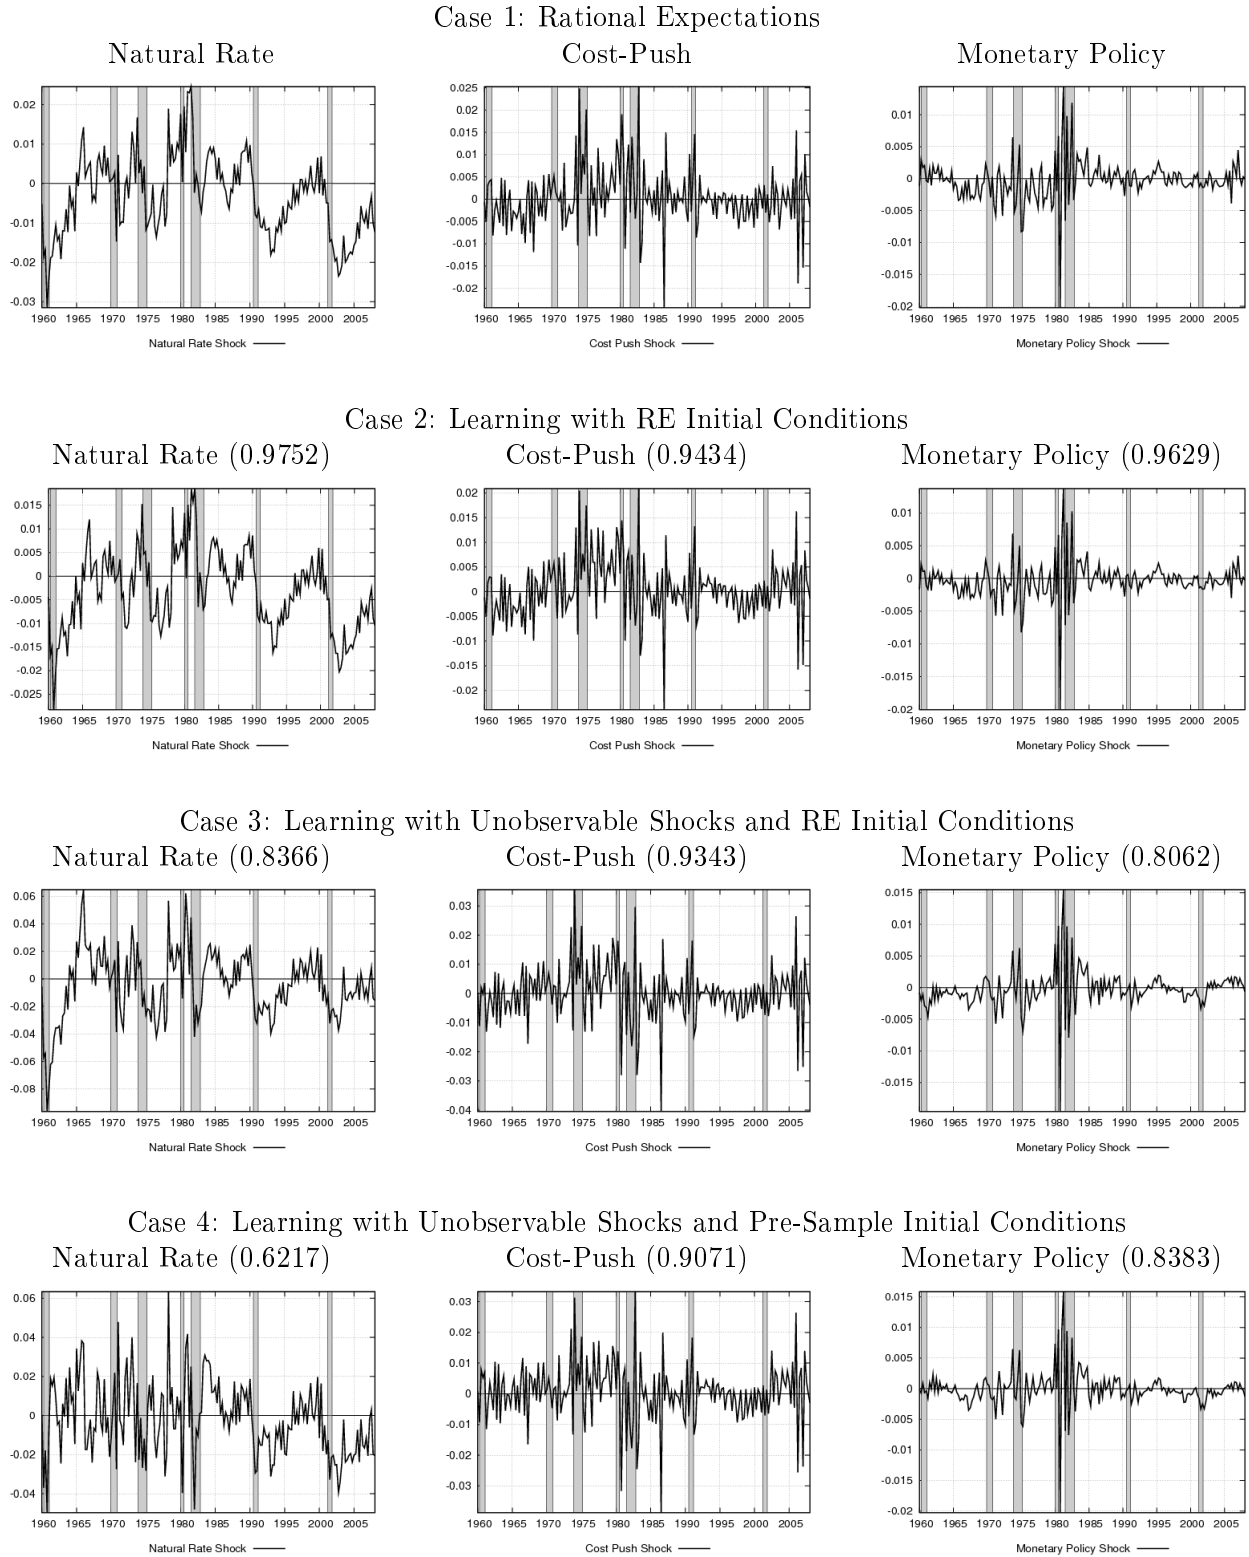 Case 1: Rational Expectations
Natural Rate Cost-Push Monetary Policy
0.02
0.01
0
-0.01
-0.02
-0.03
1960 1965 1970 1975 1980 1985 1990 1995 2000 2005
Natural Rate Shock
0.025
0.02
0.015
0.01
0.005
0
-0.005
-0.01
-0.015
-0.02
1960 1965 1970 1975 1980 1985 1990 1995 2000 2005
Cost Push Shock
0.01
0.005
0
-0.005
-0.01
-0.015
-0.02
1960 1965 1970 1975 1980 1985 1990 1995 2000 2005
Monetary Policy Shock
Case 2: Learning with RE Initial Conditions
Natural Rate (0.9752) Cost-Push (0.9434) Monetary Policy (0.9629)
0.015
0.01
0.005
0
-0.005
-0.01
-0.015
-0.02
-0.025
1960 1965 1970 1975 1980 1985 1990 1995 2000 2005
Natural Rate Shock
0.02
0.015
0.01
0.005
0
-0.005
-0.01
-0.015
-0.02
1960 1965 1970 1975 1980 1985 1990 1995 2000 2005
Cost Push Shock
0.01
0.005
0
-0.005
-0.01
-0.015
-0.02
1960 1965 1970 1975 1980 1985 1990 1995 2000 2005
Monetary Policy Shock
Case 3: Learning with Unobservable Shocks and RE Initial Conditions
Natural Rate (0.8366) Cost-Push (0.9343) Monetary Policy (0.8062)
0.06
0.04
0.02
0
-0.02
-0.04
-0.06
-0.08
1960 1965 1970 1975 1980 1985 1990 1995 2000 2005
Natural Rate Shock
0.03
0.02
0.01
0
-0.01
-0.02
-0.03
-0.04
1960 1965 1970 1975 1980 1985 1990 1995 2000 2005
Cost Push Shock
0.015
0.01
0.005
0
-0.005
-0.01
-0.015
1960 1965 1970 1975 1980 1985 1990 1995 2000 2005
Monetary Policy Shock
Case 4: Learning with Unobservable Shocks and Pre-Sample Initial Conditions
Natural Rate (0.6217) Cost-Push (0.9071) Monetary Policy (0.8383)
0.06
0.04
0.02
0
-0.02
-0.04
1960 1965 1970 1975 1980 1985 1990 1995 2000 2005
Natural Rate Shock
0.03
0.02
0.01
0
-0.01
-0.02
-0.03
1960 1965 1970 1975 1980 1985 1990 1995 2000 2005
Cost Push Shock
0.015
0.01
0.005
0
-0.005
-0.01
-0.015
-0.02
1960 1965 1970 1975 1980 1985 1990 1995 2000 2005
Monetary Policy Shock